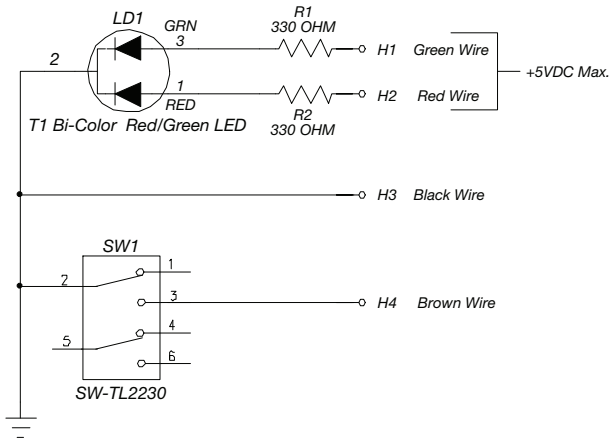 LD1
GRN
3
2
1
RED
T1 Bi-Color Red/Green LED
R1
330 OHM
H1 Green Wire
H2 Red Wire
+5VDC Max.
R2
330 OHM
H3 Black Wire
SW1
1
2
3
H4 Brown Wire
4
5
6
SW-TL2230